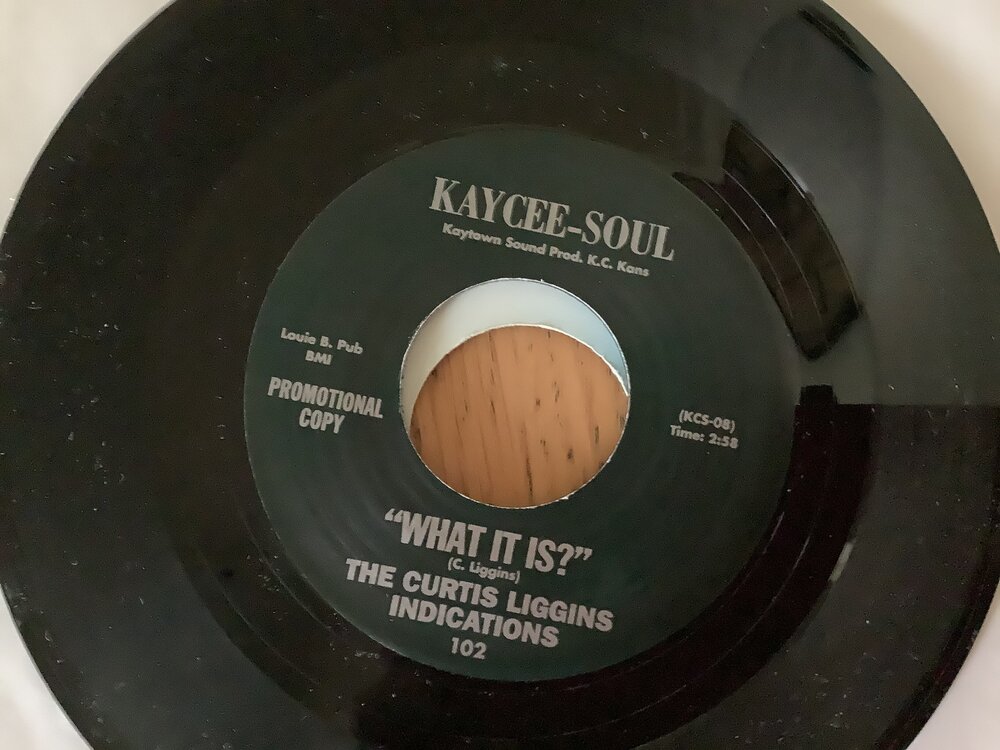 KAYCEE-SOUL
Kaytown Sound Prod. K.C. Kans
Louie B. Pub
BMI
PROMOTIONAL
COPY
(KCS-08)
Time: 2:58
“WHAT IT IS?”
(C. Liggins)
THE CURTIS LIGGINS
INDICATIONS
102